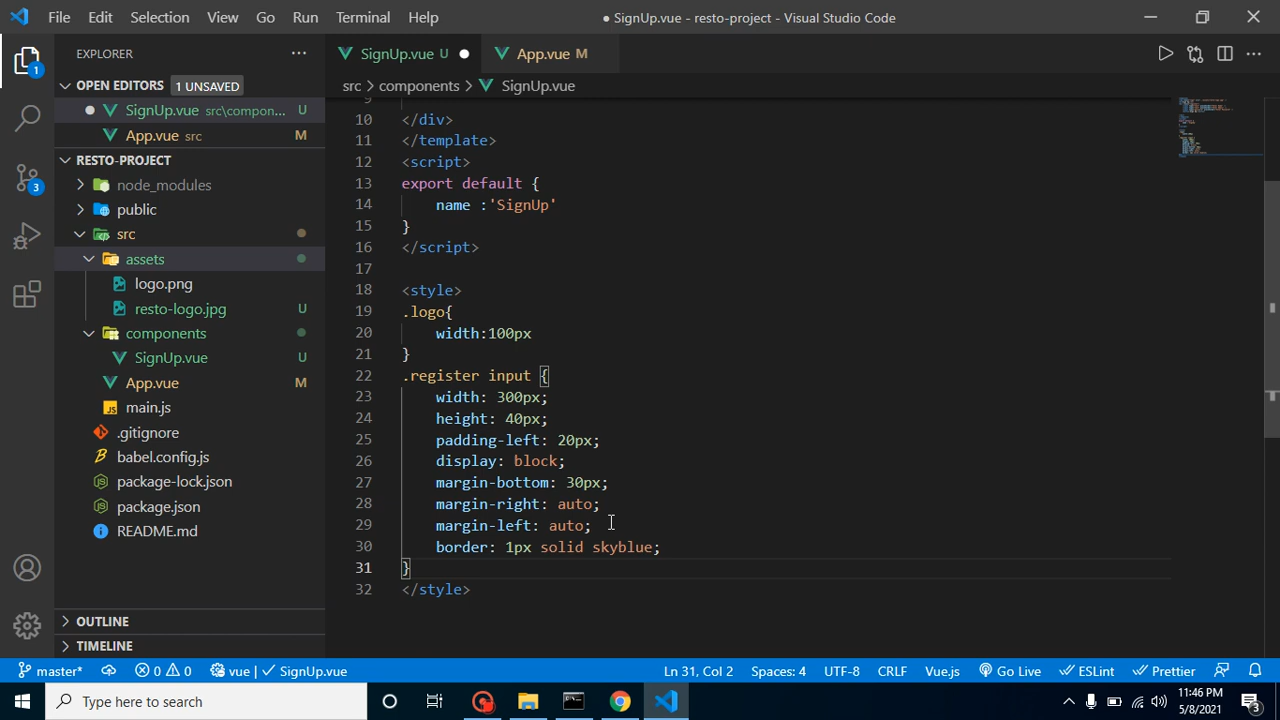 File Edit Selection View Go Run Terminal Help
● SignUp.vue - resto-project - Visual Studio Code
EXPLORER
OPEN EDITORS 1 UNSAVED
SignUp.vue src\compon... U
App.vue src M
RESTO-PROJECT
node_modules
public
src
assets
logo.png
resto-logo.jpg U
components
SignUp.vue U
App.vue M
main.js
.gitignore
babel.config.js
package-lock.json
package.json
README.md
OUTLINE
TIMELINE
1
3
SignUp.vue U
App.vue M
src > components > SignUp.vue
10 </div>
11 </template>
12 <script>
13 export default {
14 name :'SignUp'
15 }
16 </script>
17
18 <style>
19 .logo{
20 width:100px
21 }
22 .register input {
23 width: 300px;
24 height: 40px;
25 padding-left: 20px;
26 display: block;
27 margin-bottom: 30px;
28 margin-right: auto;
29 margin-left: auto;
30 border: 1px solid skyblue;
31 }
32 </style>
master* 0 0 vue | ✓ SignUp.vue Ln 31, Col 2 Spaces: 4 UTF-8 CRLF Vue.js Go Live ESLint Prettier
Type here to search
11:46 PM
5/8/2021
3